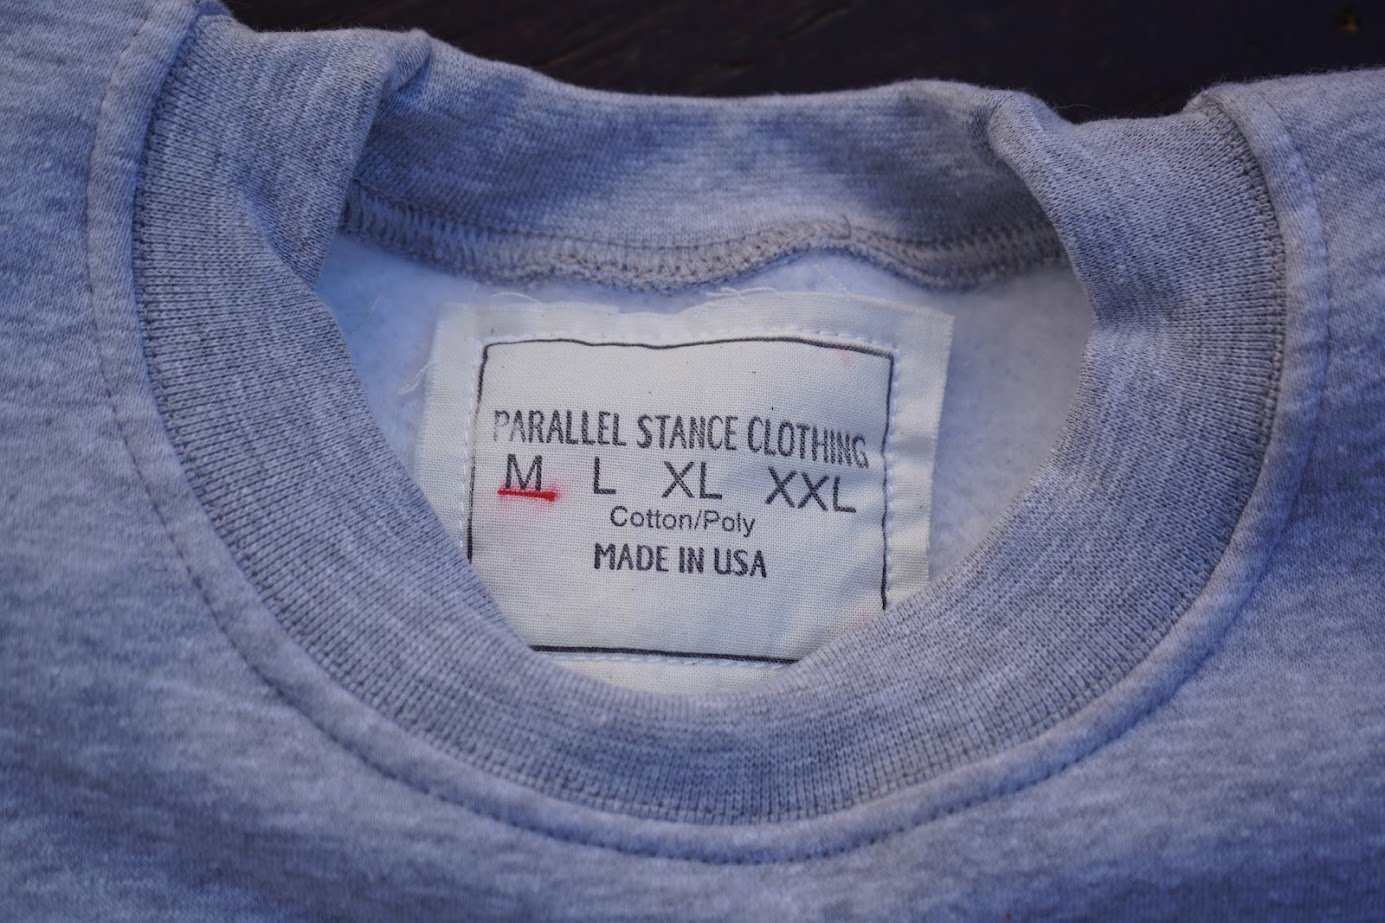 PARALLEL STANCE CLOTHING
M L XL XXL
Cotton/Poly
MADE IN USA